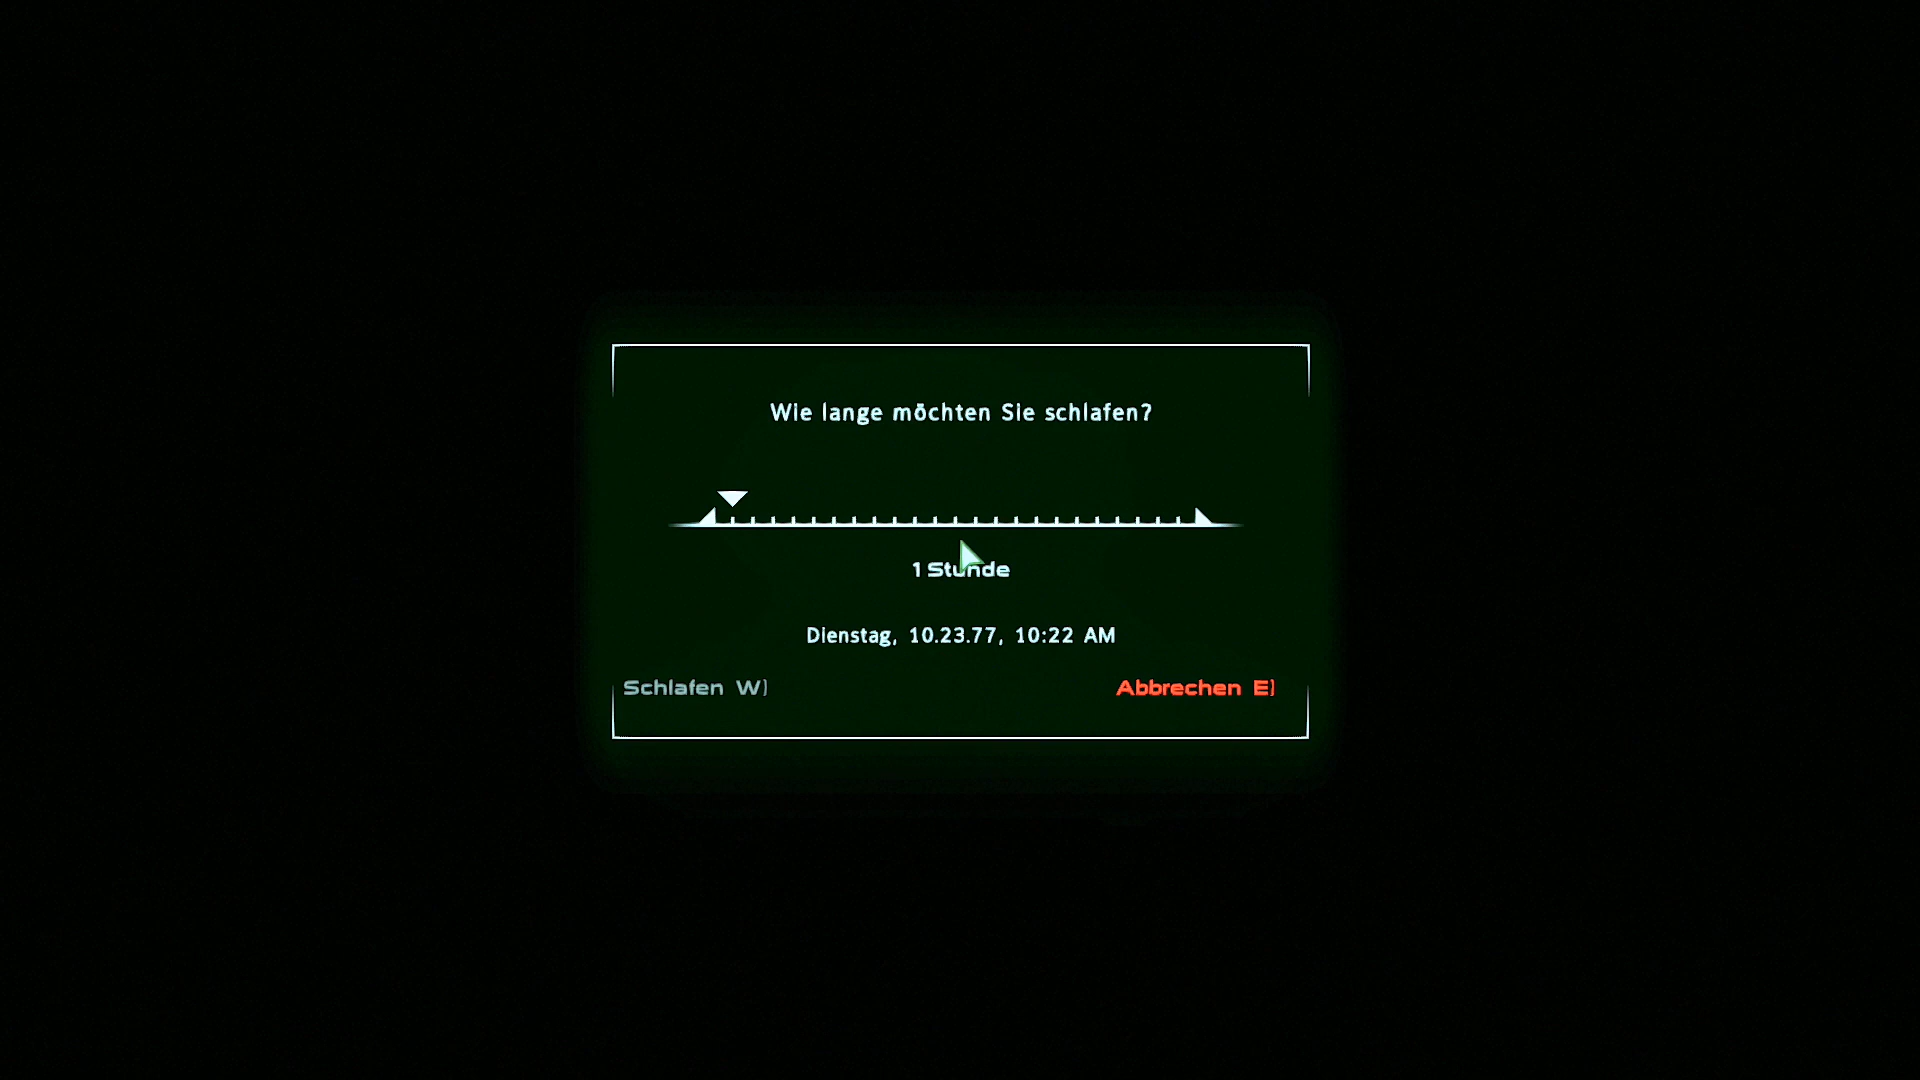 Wie lange möchten Sie schlafen?
1 Stunde
Dienstag, 10.23.77, 10:22 AM
Schlafen W)
Abbrechen E)